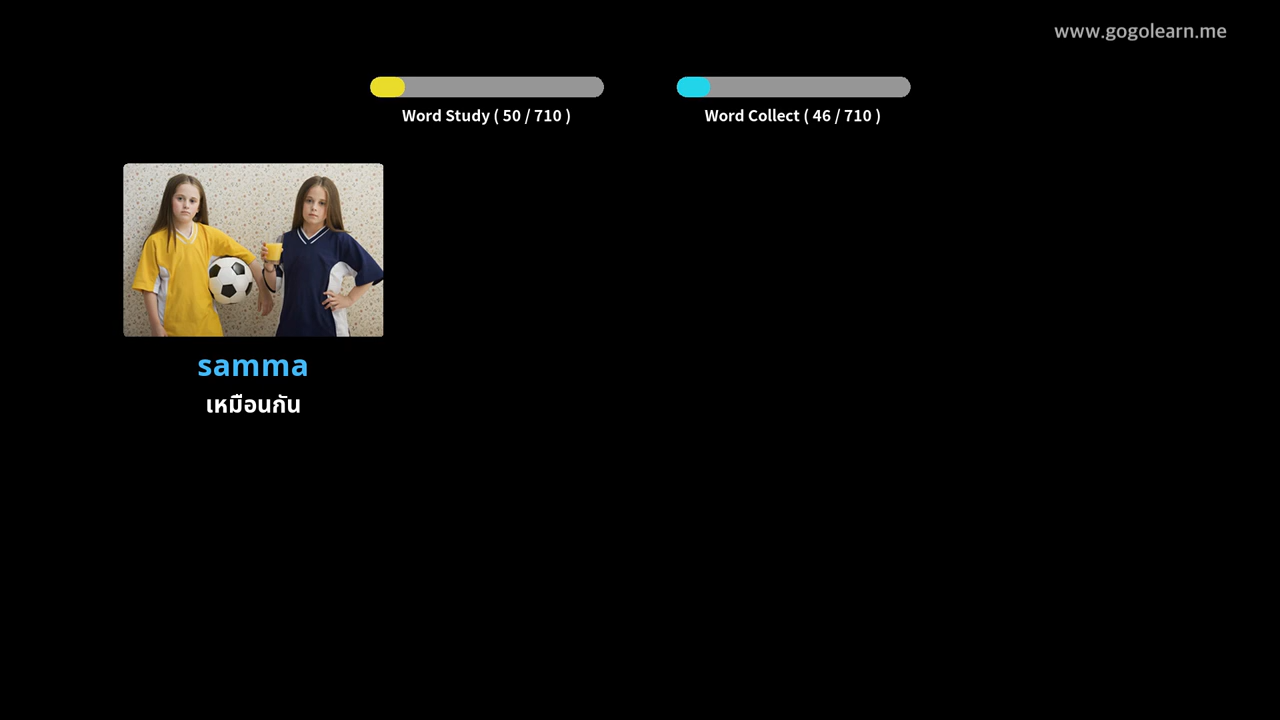 www.gogolearn.me
Word Study ( 50 / 710 )
Word Collect ( 46 / 710 )
samma
เหมือนกัน